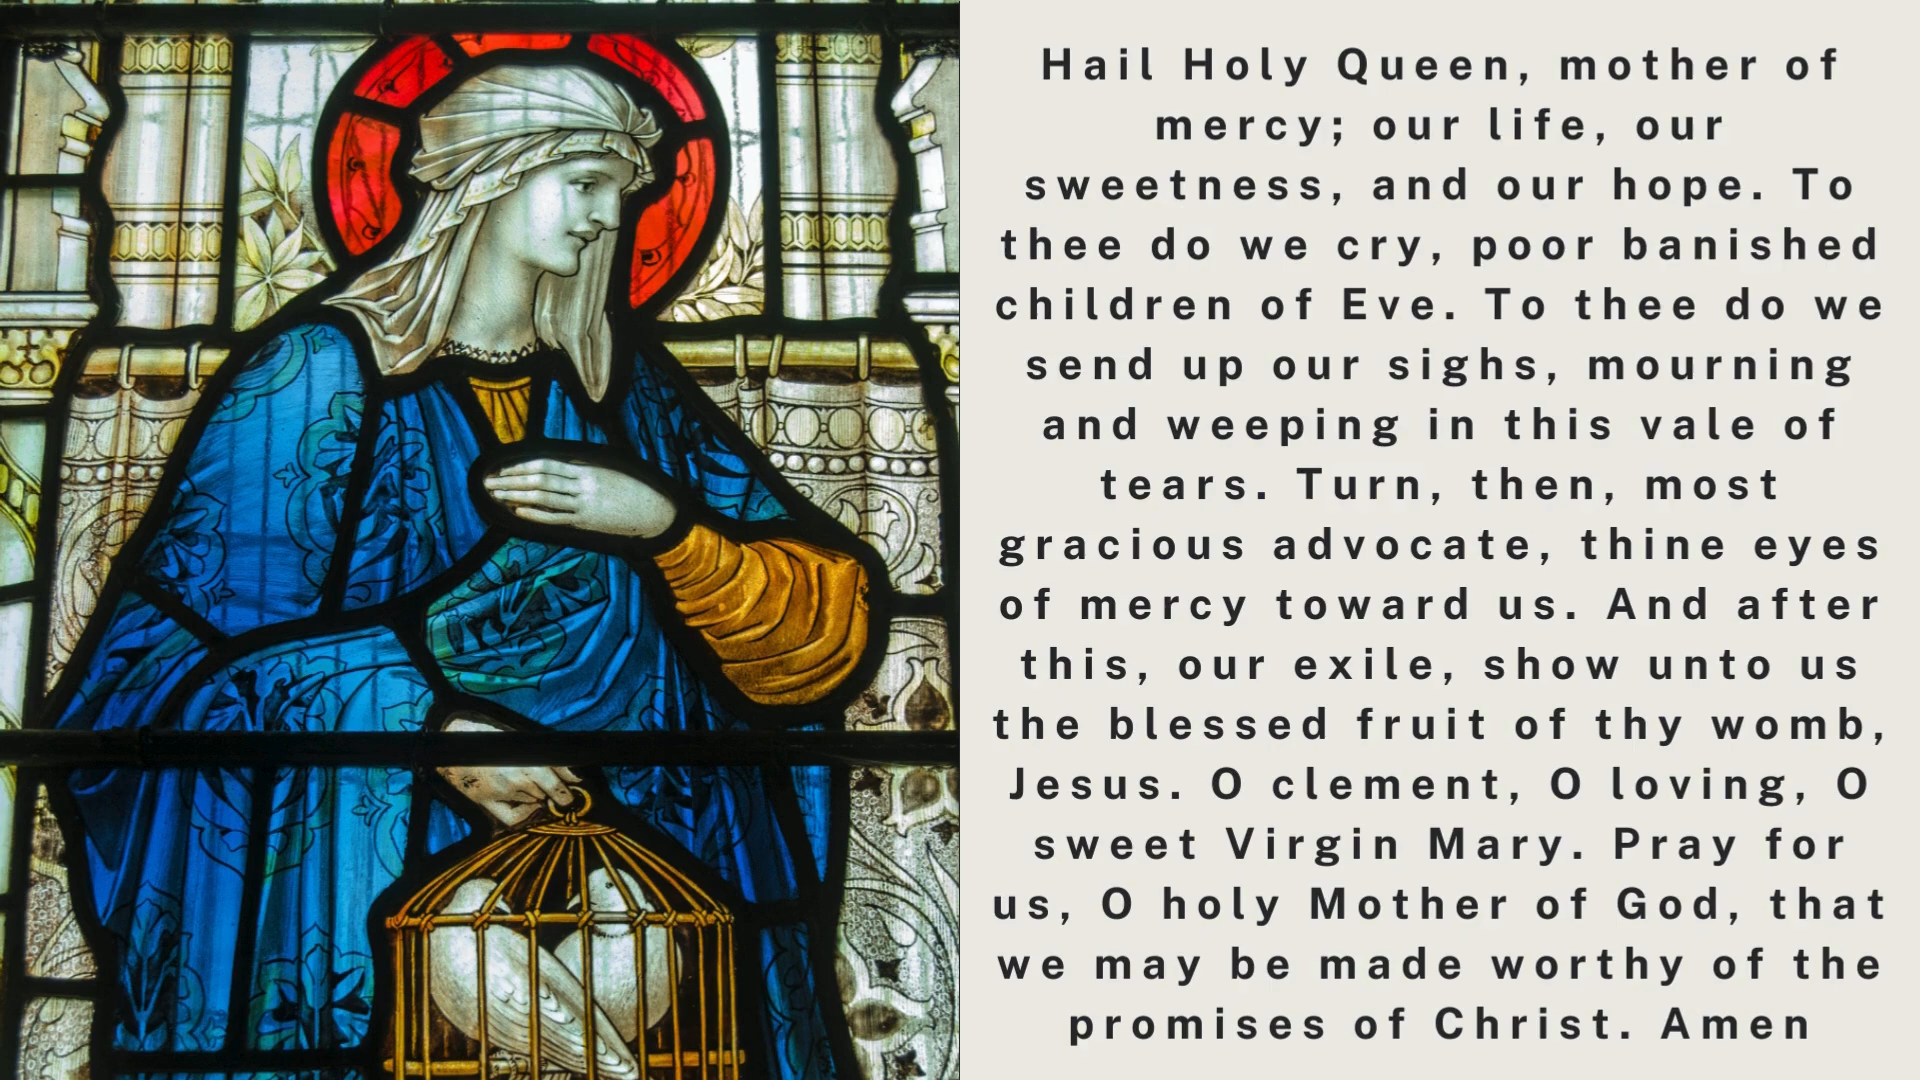 Hail Holy Queen, mother of
mercy; our life, our
sweetness, and our hope. To
thee do we cry, poor banished
children of Eve. To thee do we
send up our sighs, mourning
and weeping in this vale of
tears. Turn, then, most
gracious advocate, thine eyes
of mercy toward us. And after
this, our exile, show unto us
the blessed fruit of thy womb,
Jesus. O clement, O loving, O
sweet Virgin Mary. Pray for
us, O holy Mother of God, that
we may be made worthy of the
promises of Christ. Amen